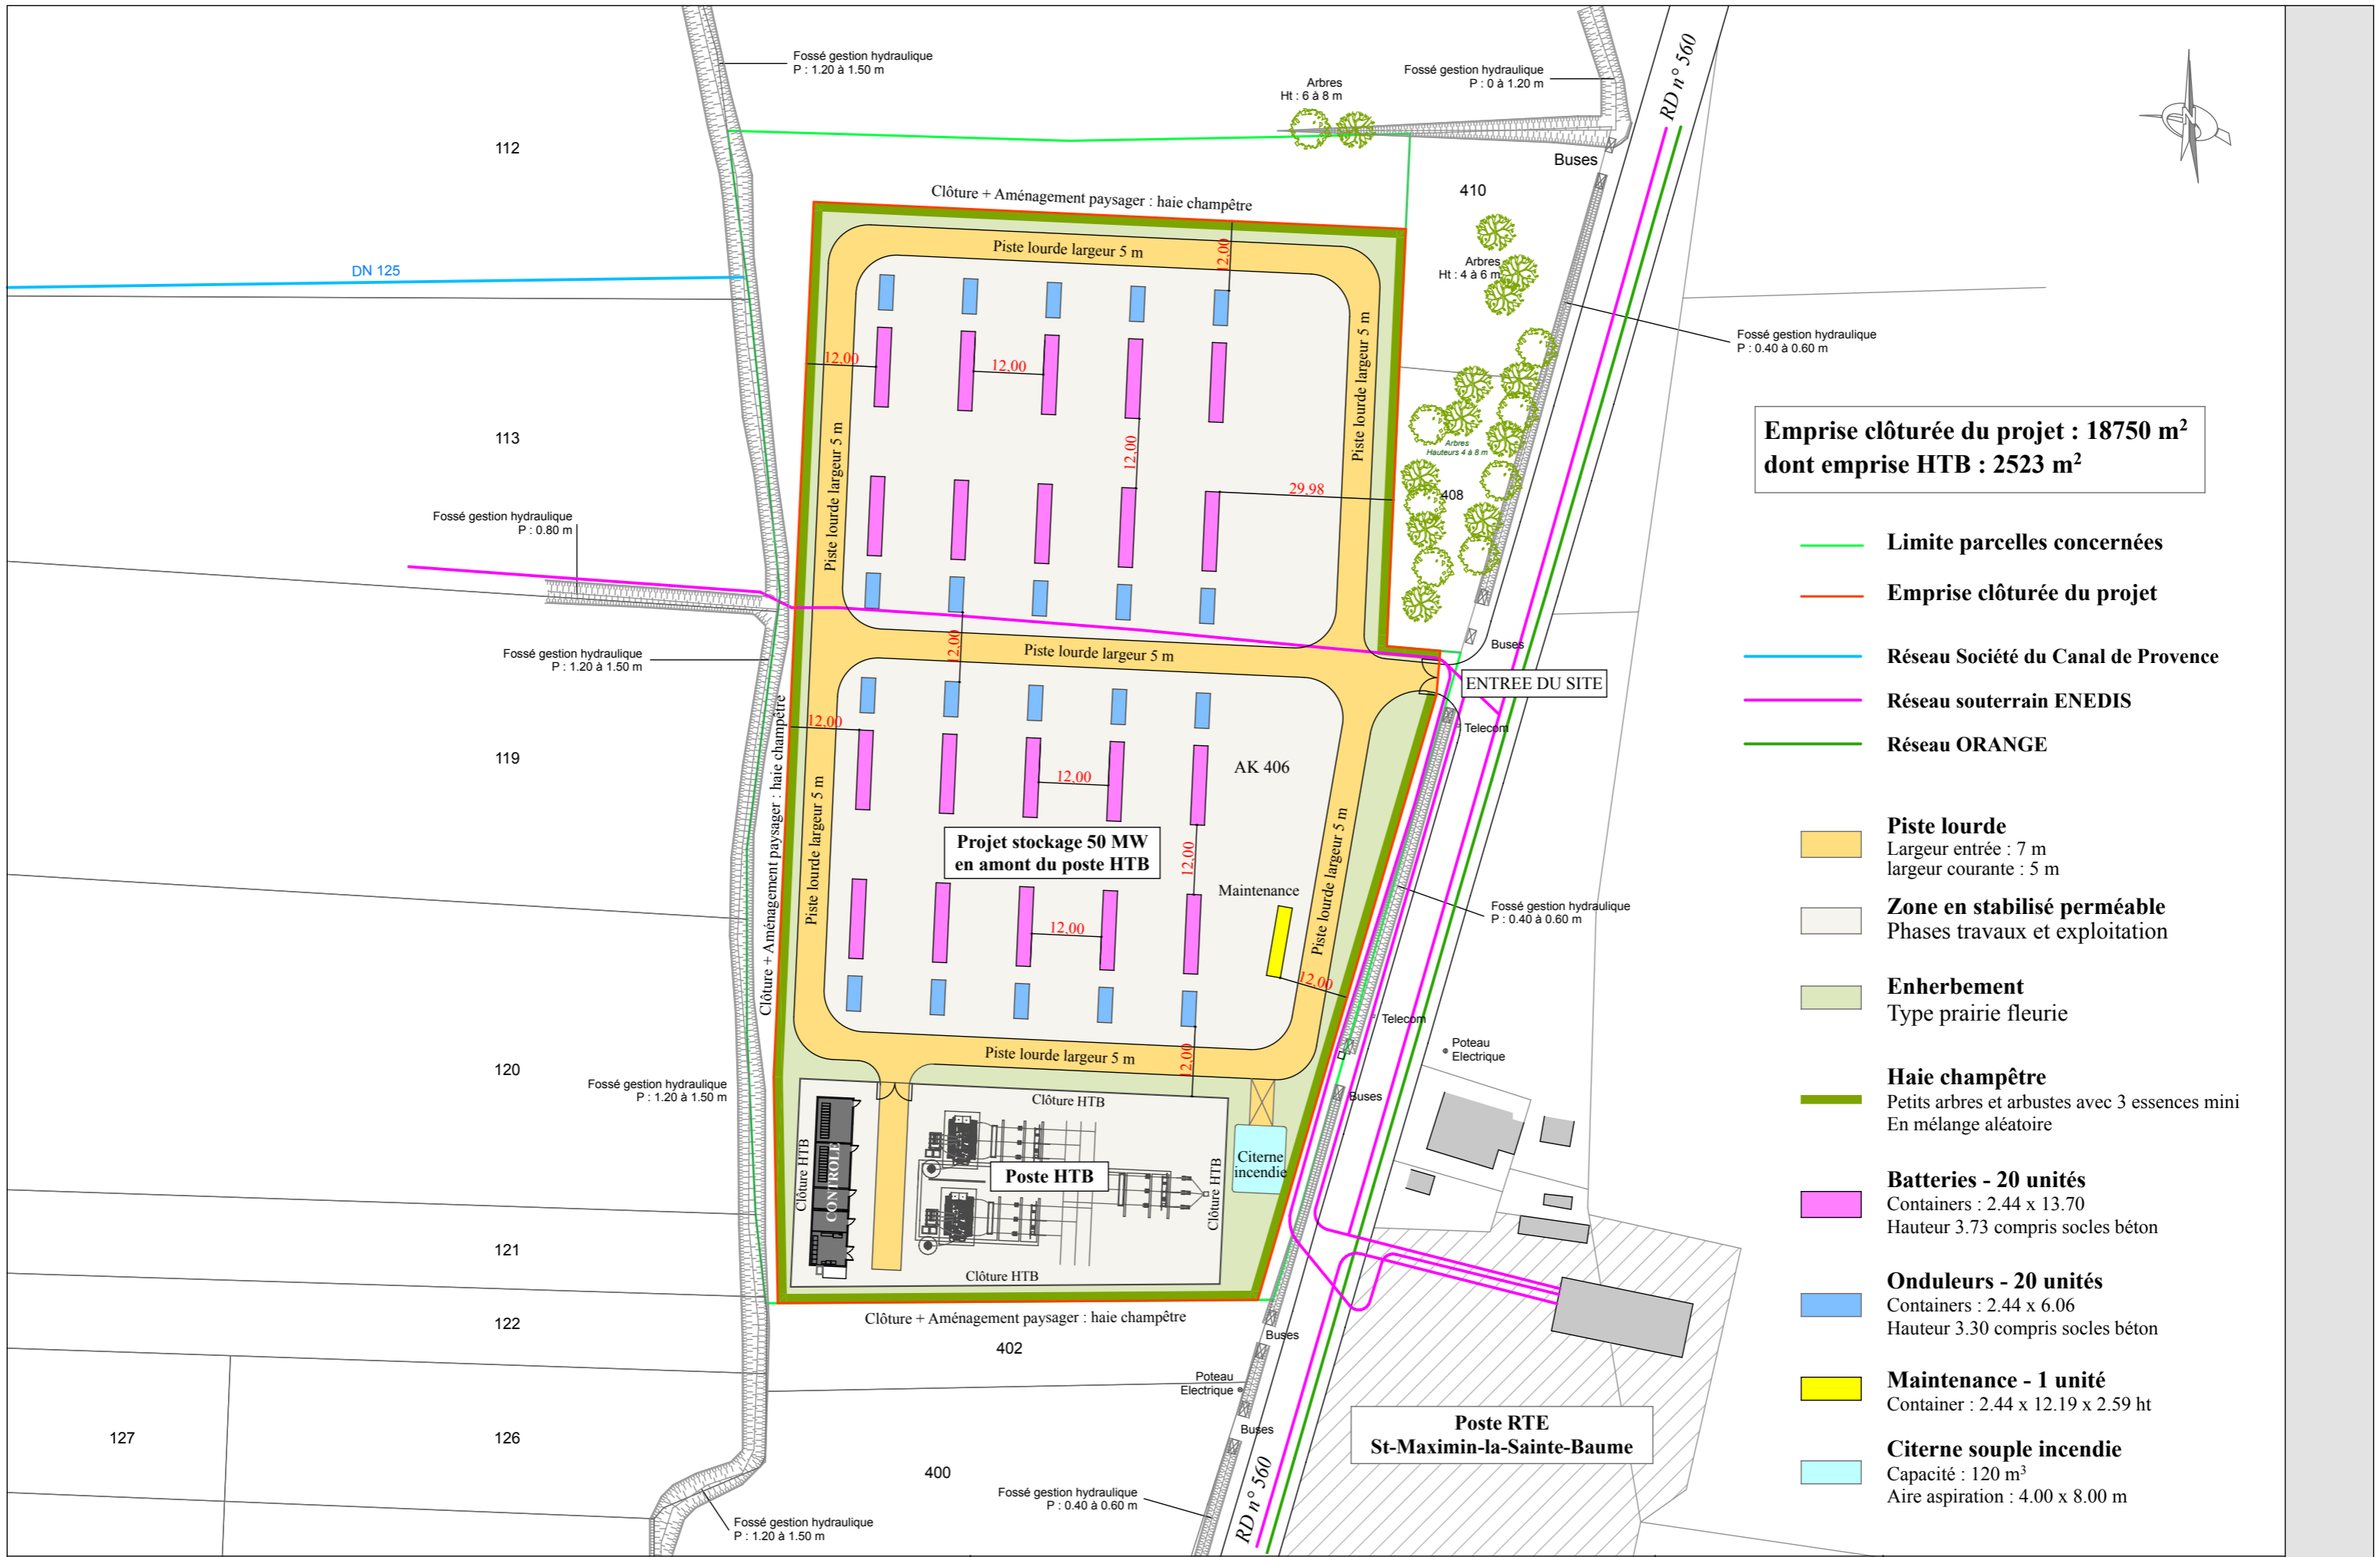 Fossé gestion hydraulique
P : 1.20 à 1.50 m
Arbres
Ht : 6 à 8 m
Fossé gestion hydraulique
P : 0 à 1.20 m
RD n° 560
N
112
Buses
410
Clôture + Aménagement paysager : haie champêtre
Piste lourde largeur 5 m
12,00
Arbres
Ht : 4 à 6 m
DN 125
Fossé gestion hydraulique
P : 0.40 à 0.60 m
Piste lourde largeur 5 m
12,00
12,00
113
Piste lourde largeur 5 m
12,00
Arbres
Hauteurs 4 à 8 m
29,98
408
Emprise clôturée du projet : 18750 m²
dont emprise HTB : 2523 m²
Fossé gestion hydraulique
P : 0.80 m
Limite parcelles concernées
Emprise clôturée du projet
Réseau Société du Canal de Provence
Réseau souterrain ENEDIS
Réseau ORANGE
Fossé gestion hydraulique
P : 1.20 à 1.50 m
12,00
Piste lourde largeur 5 m
Buses
ENTREE DU SITE
Telecom
12,00
Clôture + Aménagement paysager : haie champêtre
119
12,00
AK 406
Piste lourde largeur 5 m
Projet stockage 50 MW
en amont du poste HTB
12,00
Piste lourde largeur 5 m
Maintenance
12,00
12,00
Fossé gestion hydraulique
P : 0.40 à 0.60 m
Telecom
Piste lourde largeur 5 m
12,00
Poteau
Electrique
120
Fossé gestion hydraulique
P : 1.20 à 1.50 m
Buses
Clôture HTB
Clôture HTB
CONTROLE
Poste HTB
Clôture HTB
Citerne
incendie
Clôture HTB
121
Clôture + Aménagement paysager : haie champêtre
122
402
Buses
Poteau
Electrique
Buses
127
126
400
Fossé gestion hydraulique
P : 0.40 à 0.60 m
RD n° 560
Fossé gestion hydraulique
P : 1.20 à 1.50 m
Poste RTE
St-Maximin-la-Sainte-Baume
Piste lourde
Largeur entrée : 7 m
largeur courante : 5 m
Zone en stabilisé perméable
Phases travaux et exploitation
Enherbement
Type prairie fleurie
Haie champêtre
Petits arbres et arbustes avec 3 essences mini
En mélange aléatoire
Batteries - 20 unités
Containers : 2.44 x 13.70
Hauteur 3.73 compris socles béton
Onduleurs - 20 unités
Containers : 2.44 x 6.06
Hauteur 3.30 compris socles béton
Maintenance - 1 unité
Container : 2.44 x 12.19 x 2.59 ht
Citerne souple incendie
Capacité : 120 m³
Aire aspiration : 4.00 x 8.00 m